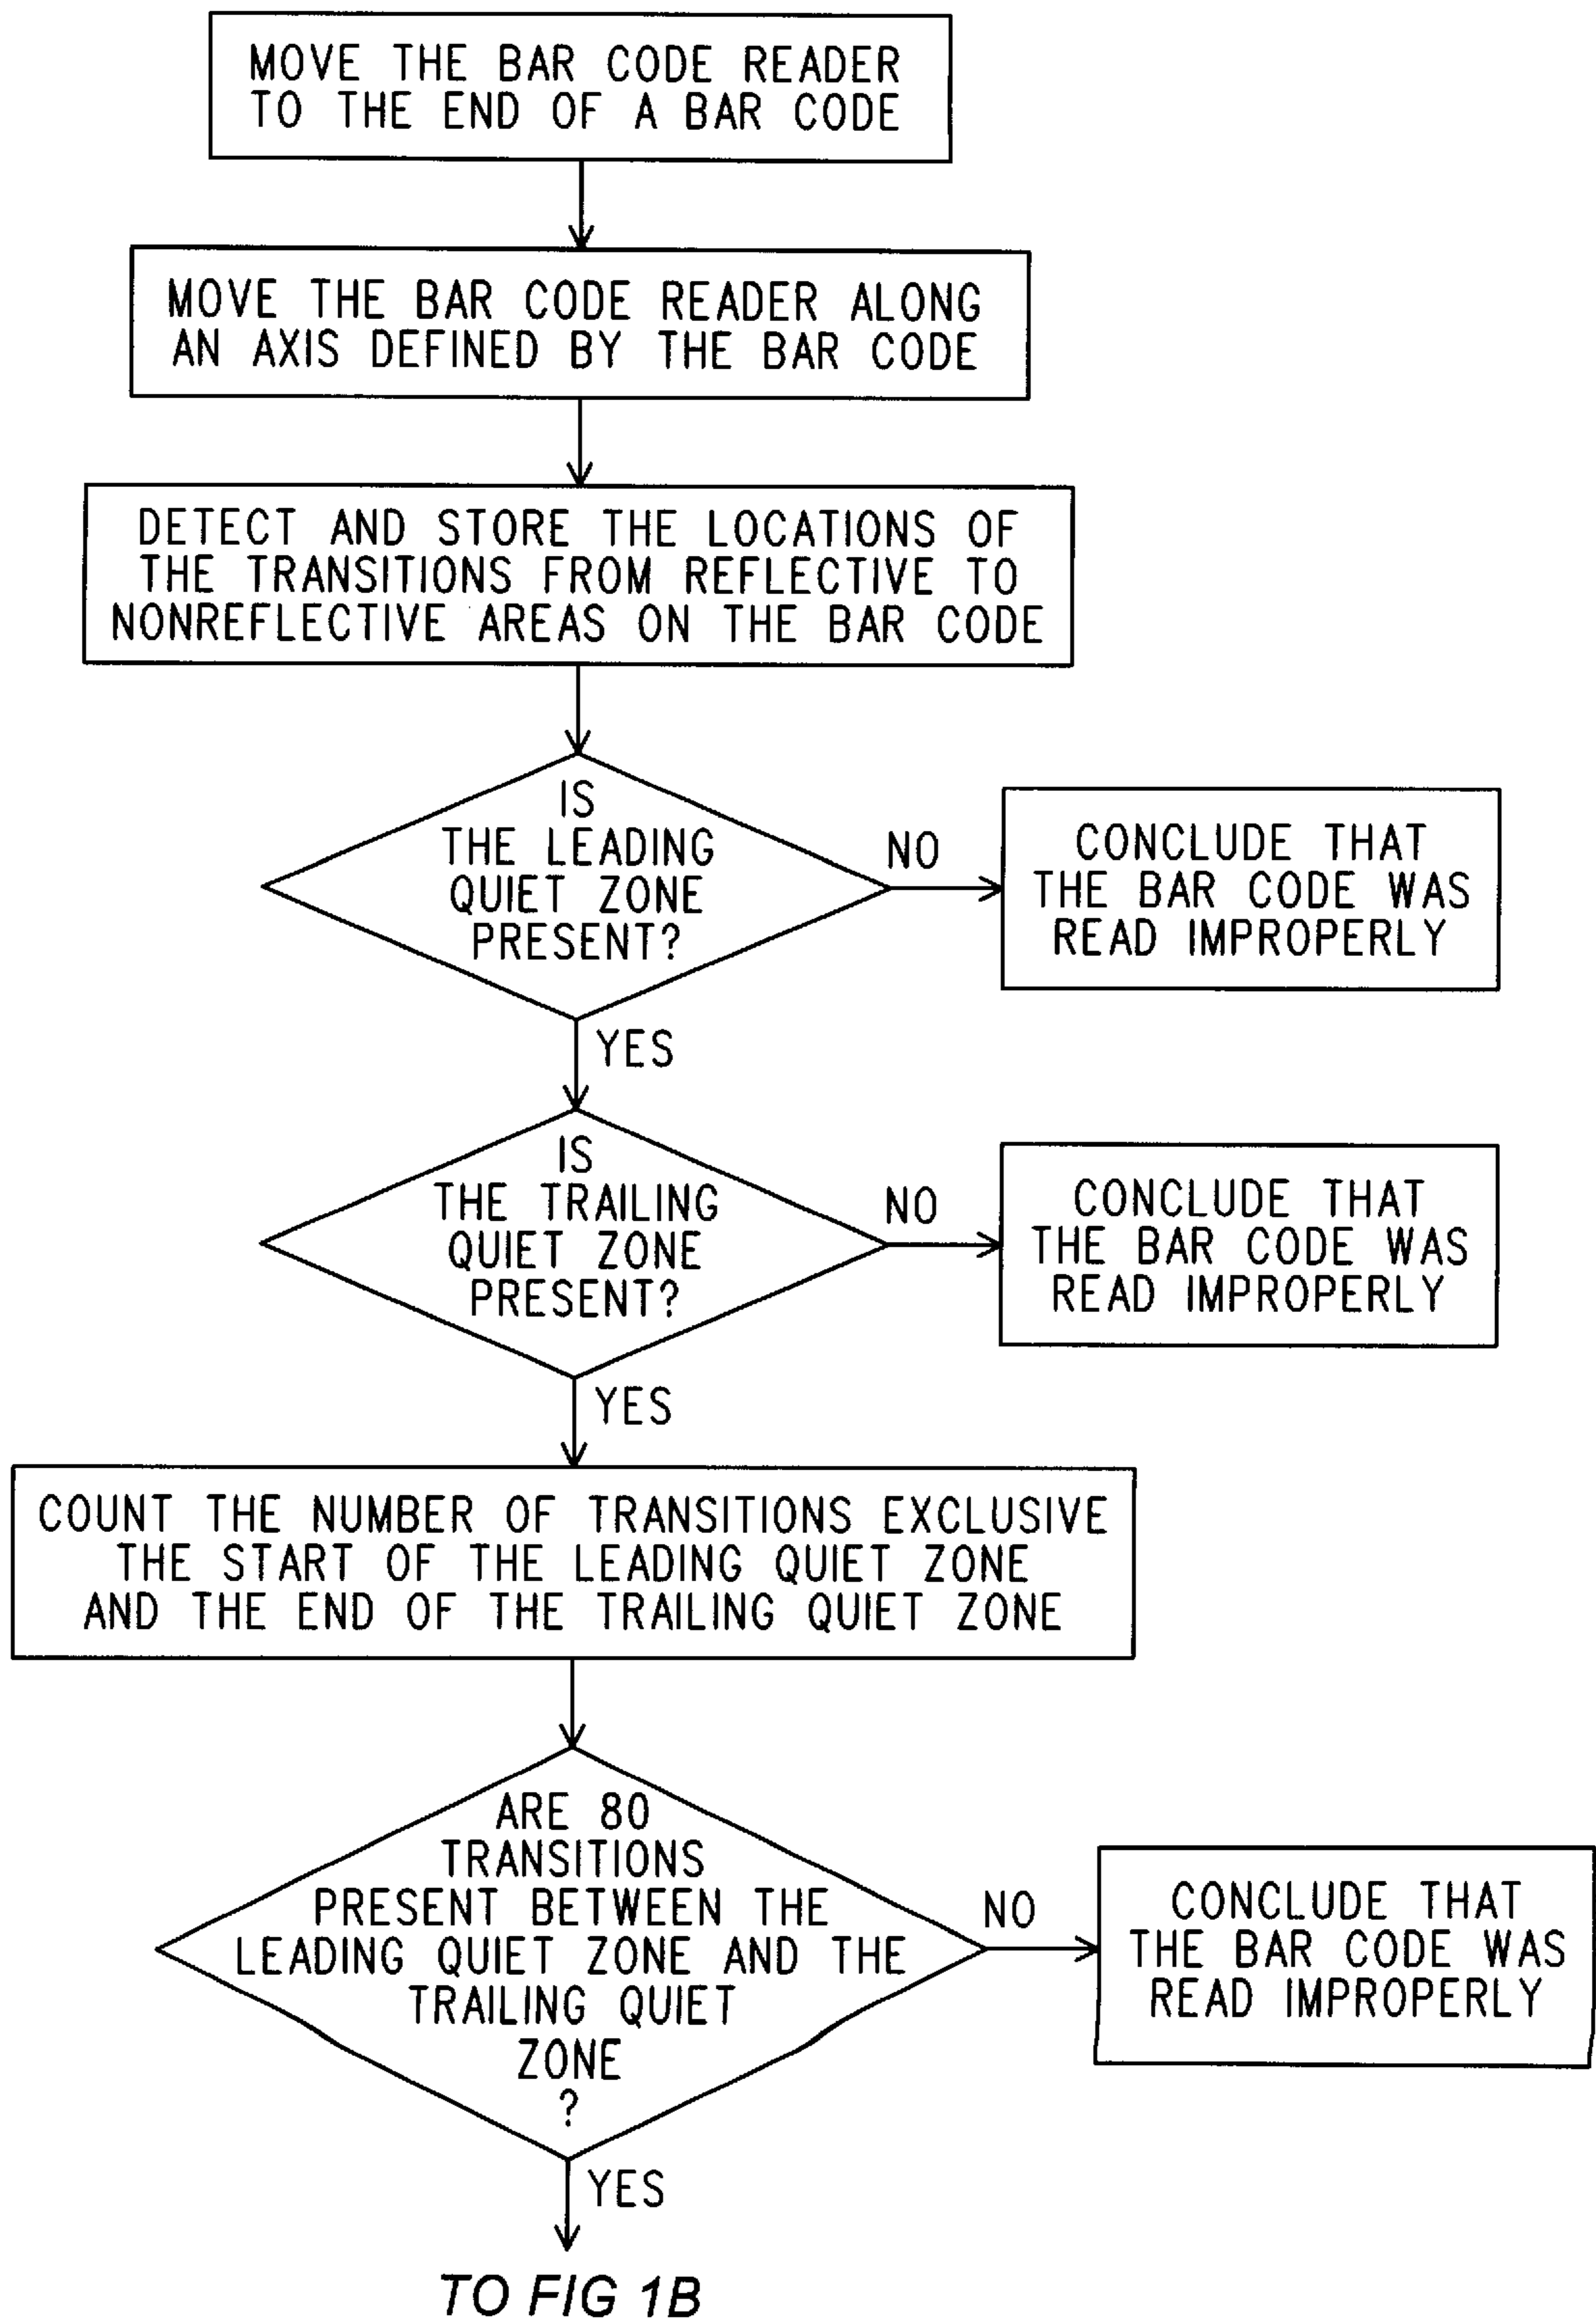 MOVE THE BAR CODE READER
TO THE END OF A BAR CODE
MOVE THE BAR CODE READER ALONG
AN AXIS DEFINED BY THE BAR CODE
DETECT AND STORE THE LOCATIONS OF
THE TRANSITIONS FROM REFLECTIVE TO
NONREFLECTIVE AREAS ON THE BAR CODE
IS
THE LEADING
QUIET ZONE
PRESENT?
NO
CONCLUDE THAT
THE BAR CODE WAS
READ IMPROPERLY
YES
IS
THE TRAILING
QUIET ZONE
PRESENT?
NO
CONCLUDE THAT
THE BAR CODE WAS
READ IMPROPERLY
YES
COUNT THE NUMBER OF TRANSITIONS EXCLUSIVE
THE START OF THE LEADING QUIET ZONE
AND THE END OF THE TRAILING QUIET ZONE
ARE 80
TRANSITIONS
PRESENT BETWEEN THE
LEADING QUIET ZONE AND THE
TRAILING QUIET
ZONE
?
NO
CONCLUDE THAT
THE BAR CODE WAS
READ IMPROPERLY
YES
TO FIG 1B